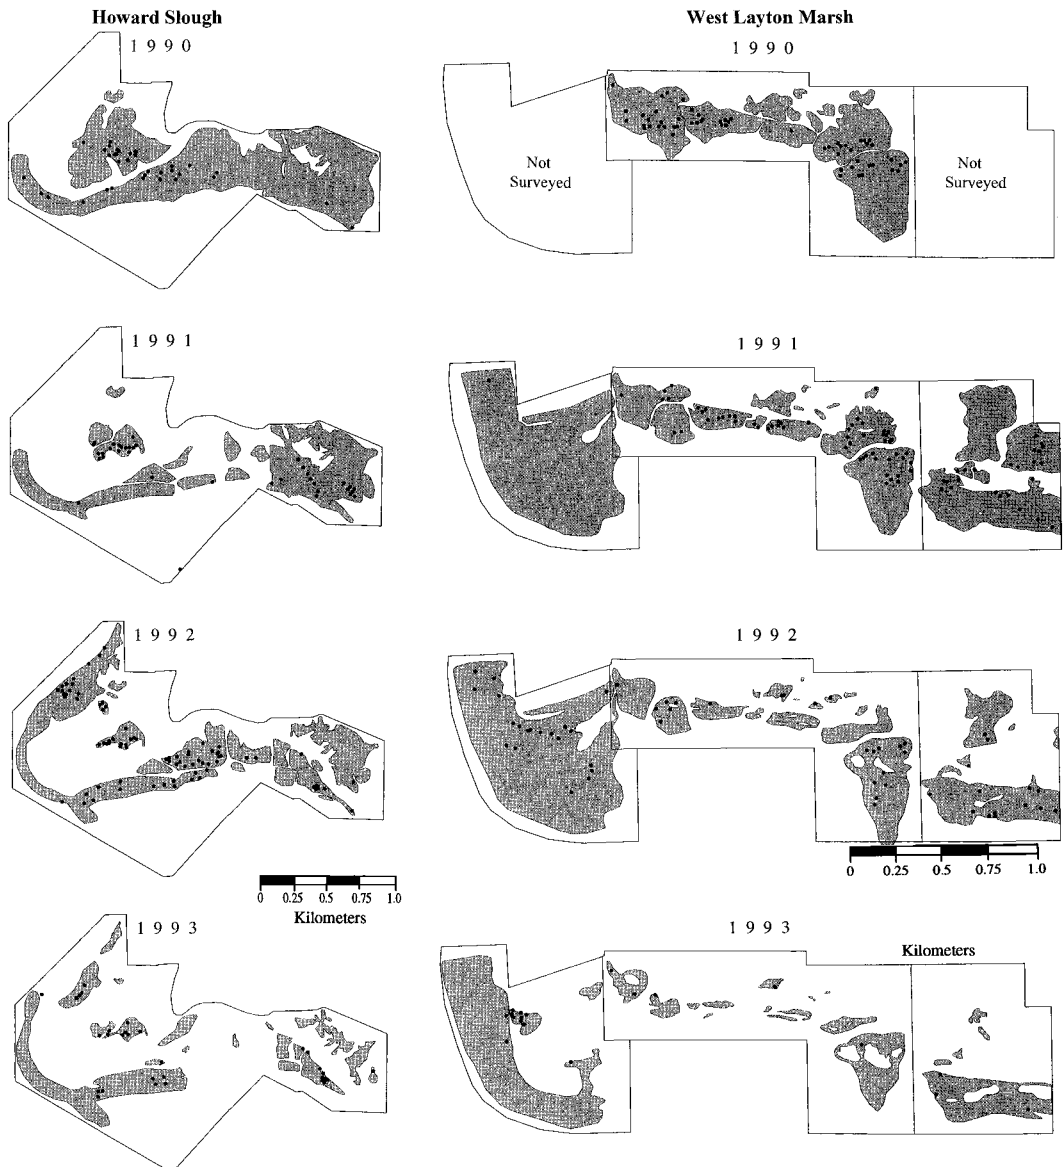 Howard Slough
West Layton Marsh
1 9 9 0
1 9 9 0
Not
Surveyed
Not
Surveyed
1 9 9 1
1 9 9 1
1 9 9 2
1 9 9 2
0 0.25 0.5 0.75 1.0
Kilometers
0 0.25 0.5 0.75 1.0
1 9 9 3
1 9 9 3
Kilometers